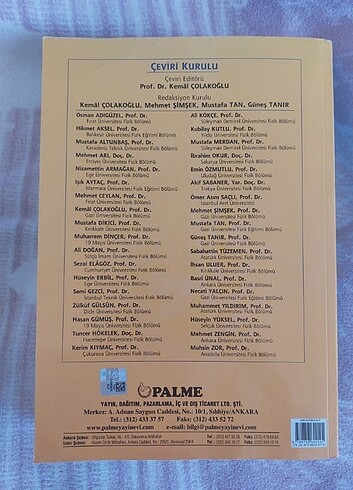 ÇEVİRİ KURULU
Çeviri Editörü
Prof. Dr. Kemâl ÇOLAKOĞLU
Redaksiyon Kurulu
Kemâl ÇOLAKOĞLU, Mehmet ŞİMŞEK, Mustafa TAN, Güneş TANIR
Osman ADIGÜZEL, Prof. Dr.
Fırat Üniversitesi Fizik Bölümü
Hikmet AKSEL, Prof. Dr.
Balıkesir Üniversitesi Fizik Eğitimi Bölümü
Mustafa ALTUNBAŞ, Prof. Dr.
Karadeniz Teknik Üniversitesi Fizik Bölümü
Mehmet ARI, Doç. Dr.
Erciyes Üniversitesi Fizik Bölümü
Nizamettin ARMAĞAN, Prof. Dr.
Ege Üniversitesi Fizik Bölümü
Işık AYTAÇ, Prof. Dr.
Marmara Üniversitesi Fizik Eğitimi Bölümü
Mehmet CEYLAN, Prof. Dr.
Fırat Üniversitesi Fizik Bölümü
Kemâl ÇOLAKOĞLU, Prof. Dr.
Gazi Üniversitesi Fizik Bölümü
Mustafa DİKİCİ, Prof. Dr.
Kırıkkale Üniversitesi Fizik Bölümü
Muharrem DİNÇER, Prof. Dr.
19 Mayıs Üniversitesi Fizik Bölümü
Ali DOĞAN, Prof. Dr.
Sütçü İmam Üniversitesi Fizik Bölümü
Sezai ELAGÖZ, Prof. Dr.
Cumhuriyet Üniversitesi Fizik Bölümü
Hüseyin ERBİL, Prof. Dr.
Ege Üniversitesi Fizik Bölümü
Sami GEZCİ, Prof. Dr.
İstanbul Teknik Üniversitesi Fizik Bölümü
Zülküf GÜLSÜN, Prof. Dr.
Dicle Üniversitesi Fizik Bölümü
Hasan GÜMÜŞ, Prof. Dr.
19 Mayıs Üniversitesi Fizik Bölümü
Tuncer HÖKELEK, Doç. Dr.
Hacettepe Üniversitesi Fizik Bölümü
Kerim KIYMAÇ, Prof. Dr.
Çukurova Üniversitesi Fizik Bölümü
Ali KÖKÇE, Prof. Dr.
Süleyman Demirel Üniversitesi Fizik Bölümü
Kubilay KUTLU, Prof. Dr.
Yıldız Üniversitesi Fizik Bölümü
Mustafa MERDAN, Prof. Dr.
Süleyman Demirel Üniversitesi Fizik Bölümü
İbrahim OKUR, Doç. Dr.
Sakarya Üniversitesi Fizik Bölümü
Emin ÖZMUTLU, Prof. Dr.
Uludağ Üniversitesi Fizik Bölümü
Akif SABANER, Yar. Doç. Dr.
Trakya Üniversitesi Fizik Bölümü
Ömer Asım SAÇLI, Prof. Dr.
İstanbul
Mehmet ŞİMŞEK, Prof. Dr.
Gazi Üniversitesi Fizik Bölümü
Mustafa TAN, Prof. Dr.
Gazi Üniversitesi Fizik Eğitimi Bölümü
Güneş TANIR, Prof. Dr.
Gazi Üniversitesi Fizik Bölümü
Sabahattin TÜZEMEN, Prof. Dr.
Atatürk Üniversitesi Fizik Bölümü
İhsan ULUER, Prof. Dr.
Kırıkkale Üniversitesi Fizik Bölümü
Basri ÜNAL, Prof. Dr.
Ankara Üniversitesi Fizik Bölümü
Necati YALÇIN, Prof. Dr.
Gazi Üniversitesi Fizik Eğitimi Bölümü
Muhammet YILDIRIM, Prof. Dr.
Atatürk Üniversitesi Fizik Bölümü
Hüseyin YÜKSEL, Prof. Dr.
Selçuk Üniversitesi Fizik Bölümü
Mehmet ZENGİN, Prof. Dr.
Ankara Üniversitesi Fizik Bölümü
Muhsin ZOR, Prof. Dr.
Anadolu Üniversitesi Fizik Bölümü
PALME
YAYIN, DAĞITIM, PAZARLAMA, İÇ VE DIŞ TİCARET LTD. ŞTİ.
Merkez: A. Adnan Saygun Caddesi, No.: 10/1, Sıhhiye/ANKARA
Tel.: (312) 433 37 57 Faks: (312) 433 52 72
www.palmeyayinevi.com e-mail: bilgi@palmeyayinevi.com
Ankara Şubesi
İzmir Şubesi